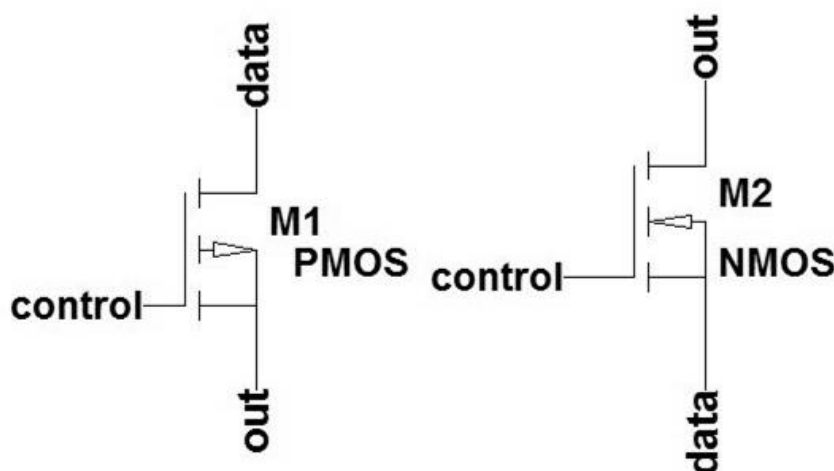 data
M1
PMOS
control
out
out
M2
NMOS
control
data